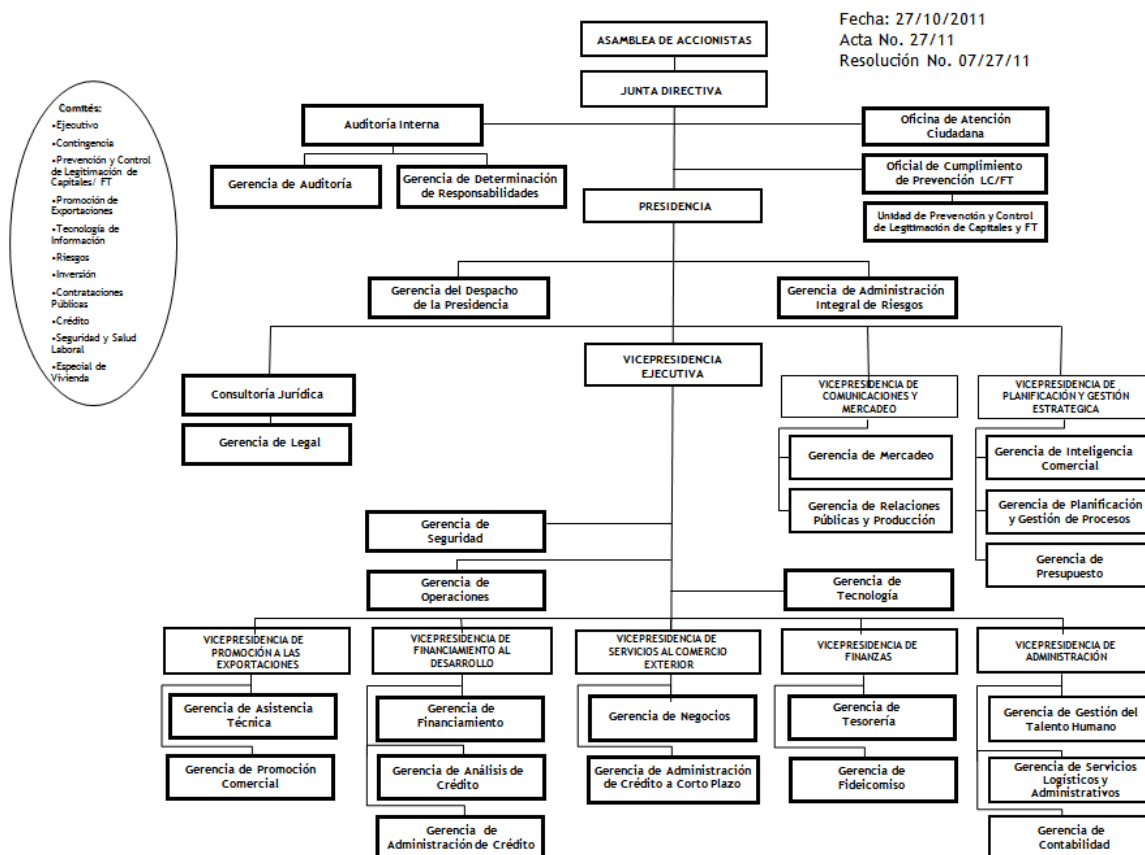 Fecha: 27/10/2011
Acta No. 27/11
Resolución No. 07/27/11
ASAMBLEA DE ACCIONISTAS
JUNTA DIRECTIVA
Comités:
•Ejecutivo
•Contingencia
•Prevención y Control
de Legitimación de
Capitales/ FT
•Promoción de
Exportaciones
•Tecnología de
Información
•Riesgos
•Inversión
•Contrataciones
Públicas
•Crédito
•Seguridad y Salud
Laboral
•Especial de
Vivienda
Auditoría Interna
Oficina de Atención
Ciudadana
Gerencia de Auditoría
Gerencia de Determinación
de Responsabilidades
Oficial de Cumplimiento
de Prevención LC/FT
PRESIDENCIA
Unidad de Prevención y Control
de Legitimación de Capitales y FT
Gerencia del Despacho
de la Presidencia
Gerencia de Administración
Integral de Riesgos
VICEPRESIDENCIA
EJECUTIVA
Consultoría Jurídica
Gerencia de Legal
VICEPRESIDENCIA DE
COMUNICACIONES Y
MERCADEO
VICEPRESIDENCIA DE
PLANIFICACIÓN Y GESTIÓN
ESTRATEGICA
Gerencia de Mercadeo
Gerencia de Inteligencia
Comercial
Gerencia de Relaciones
Públicas y Producción
Gerencia de Planificación
y Gestión de Procesos
Gerencia de
Presupuesto
Gerencia de
Seguridad
Gerencia de
Operaciones
Gerencia de
Tecnología
VICEPRESIDENCIA DE
PROMOCIÓN A LAS
EXPORTACIONES
VICEPRESIDENCIA DE
FINANCIAMIENTO AL
DESARROLLO
VICEPRESIDENCIA DE
SERVICIOS AL COMERCIO
EXTERIOR
VICEPRESIDENCIA DE
FINANZAS
VICEPRESIDENCIA DE
ADMINISTRACIÓN
Gerencia de Asistencia
Técnica
Gerencia de
Financiamiento
Gerencia de Negocios
Gerencia de
Tesorería
Gerencia de Gestión del
Talento Humano
Gerencia de Promoción
Comercial
Gerencia de Análisis de
Crédito
Gerencia de Administración
de Crédito a Corto Plazo
Gerencia de
Fideicomiso
Gerencia de Servicios
Logísticos y
Administrativos
Gerencia de
Administración de Crédito
Gerencia de
Contabilidad